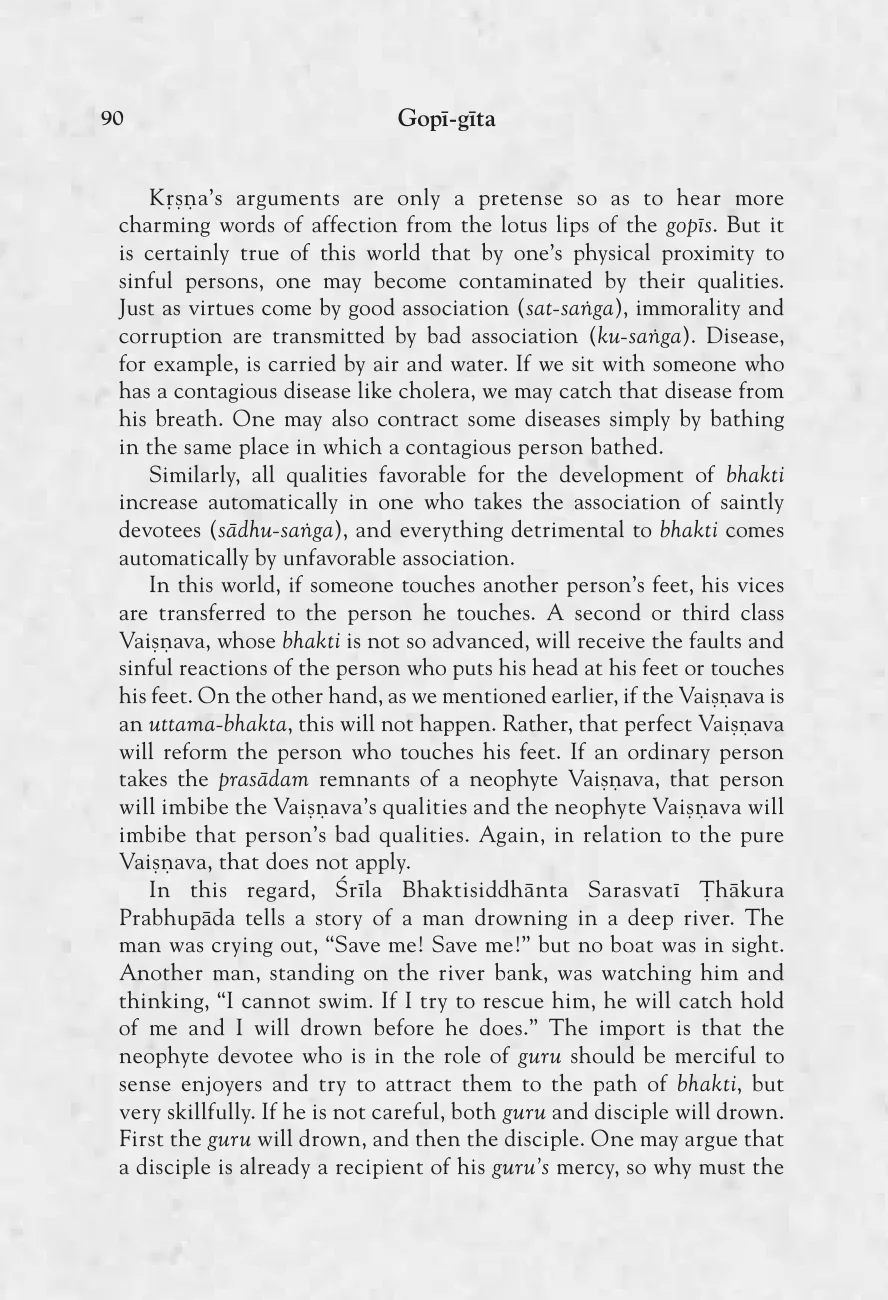 90
Gopī-gīta
Kṛṣṇa’s arguments are only a pretense so as to hear more
charming words of affection from the lotus lips of the gopīs. But it
is certainly true of this world that by one’s physical proximity to
sinful persons, one may become contaminated by their qualities.
Just as virtues come by good association (sat-saṅga), immorality and
corruption are transmitted by bad association (ku-saṅga). Disease,
for example, is carried by air and water. If we sit with someone who
has a contagious disease like cholera, we may catch that disease from
his breath. One may also contract some diseases simply by bathing
in the same place in which a contagious person bathed.
Similarly, all qualities favorable for the development of bhakti
increase automatically in one who takes the association of saintly
devotees (sādhu-saṅga), and everything detrimental to bhakti comes
automatically by unfavorable association.
In this world, if someone touches another person’s feet, his vices
are transferred to the person he touches. A second or third class
Vaiṣṇava, whose bhakti is not so advanced, will receive the faults and
sinful reactions of the person who puts his head at his feet or touches
his feet. On the other hand, as we mentioned earlier, if the Vaiṣṇava is
an uttama-bhakta, this will not happen. Rather, that perfect Vaiṣṇava
will reform the person who touches his feet. If an ordinary person
takes the prasādam remnants of a neophyte Vaiṣṇava, that person
will imbibe the Vaiṣṇava’s qualities and the neophyte Vaiṣṇava will
imbibe that person’s bad qualities. Again, in relation to the pure
Vaiṣṇava, that does not apply.
In this regard, Śrīla Bhaktisiddhānta Sarasvatī Ṭhākura
Prabhupāda tells a story of a man drowning in a deep river. The
man was crying out, “Save me! Save me!” but no boat was in sight.
Another man, standing on the river bank, was watching him and
thinking, “I cannot swim. If I try to rescue him, he will catch hold
of me and I will drown before he does.” The import is that the
neophyte devotee who is in the role of guru should be merciful to
sense enjoyers and try to attract them to the path of bhakti, but
very skillfully. If he is not careful, both guru and disciple will drown.
First the guru will drown, and then the disciple. One may argue that
a disciple is already a recipient of his guru’s mercy, so why must the